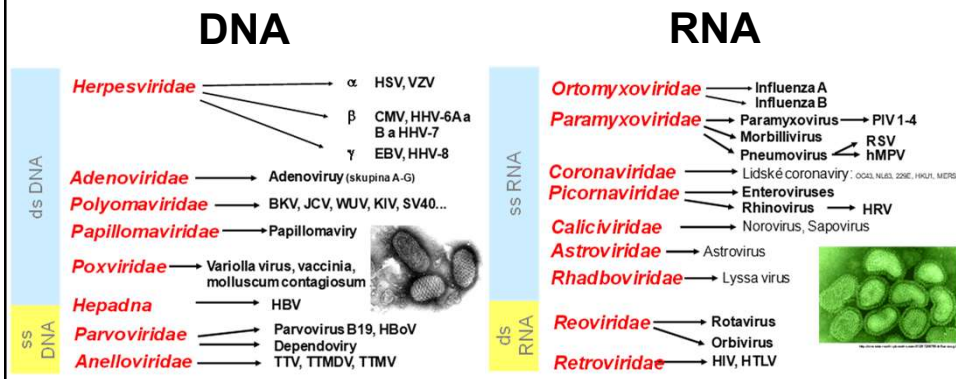 DNA
ds DNA
Herpesviridae
α HSV, VZV
β CMV, HHV-6A a
B a HHV-7
γ EBV, HHV-8
Adenoviridae Adenoviruy (skupina A-G)
Polyomaviridae BKV, JCV, WUV, KIV, SV40...
Papillomaviridae Papillomaviry
Poxviridae Variolla virus, vaccinia,
molluscum contagiosum
Hepadna HBV
ss
DNA
Parvoviridae Parvovirus B19, HBoV
Dependoviry
Anelloviridae TTV, TTMDV, TTMV
RNA
ss RNA
Ortomyxoviridae Influenza A
Influenza B
Paramyxoviridae Paramyxovirus PIV 1-4
Morbillivirus
Pneumovirus RSV
hMPV
Coronaviridae Lidské coronaviry: OC43, NL63, 229E, HKU1, MERS
Picornaviridae Enteroviruses
Rhinovirus HRV
Caliciviridae Norovirus, Sapovirus
Astroviridae Astrovirus
Rhadboviridae Lyssa virus
ds
RNA
Reoviridae Rotavirus
Orbivirus
Retroviridae HIV, HTLV